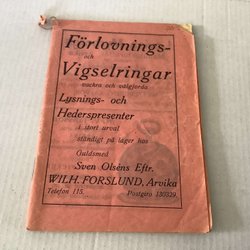 Förlovnings-
och
Vigselringar
vackra och välgjorda
Lysnings- och
Hederspresenter
i stort urval
ständigt på lager hos
Guldsmed
Sven Olséns Eftr.
WILH. FORSLUND, Arvika
Telefon 115. Postgiro 130329.